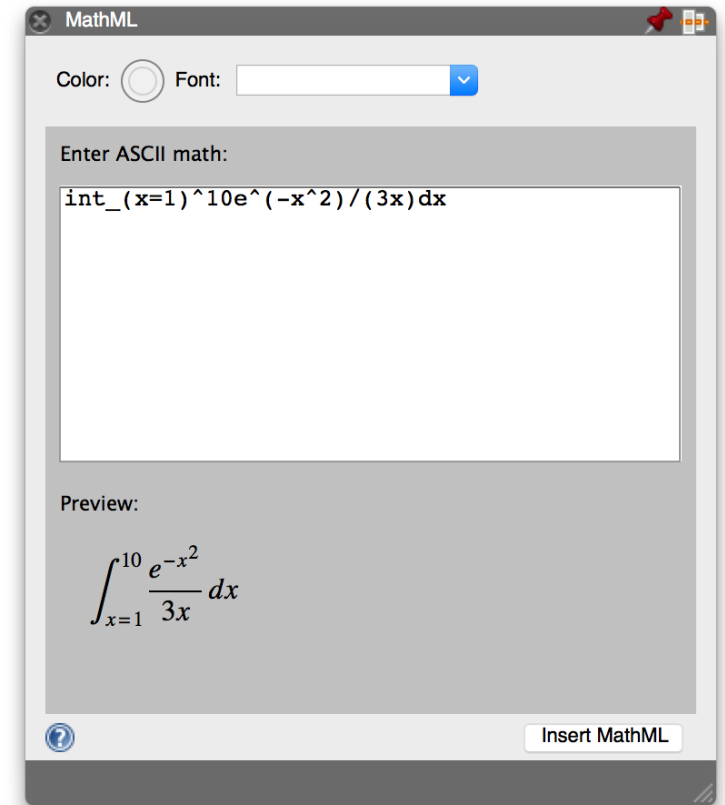 MathML
Color: Font:
Enter ASCII math:
int_(x=1)^10e^(-x^2)/(3x)dx
Preview:
∫_{x=1}^{10} \frac{e^{-x^2}}{3x} dx
?
Insert MathML